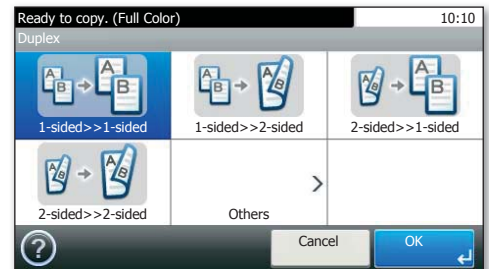 Ready to copy. (Full Color) 10:10
Duplex
A B A B
A B A B
A B A B
1-sided>>1-sided 1-sided>>2-sided 2-sided>>1-sided
A B A B
2-sided>>2-sided Others
? Cancel OK